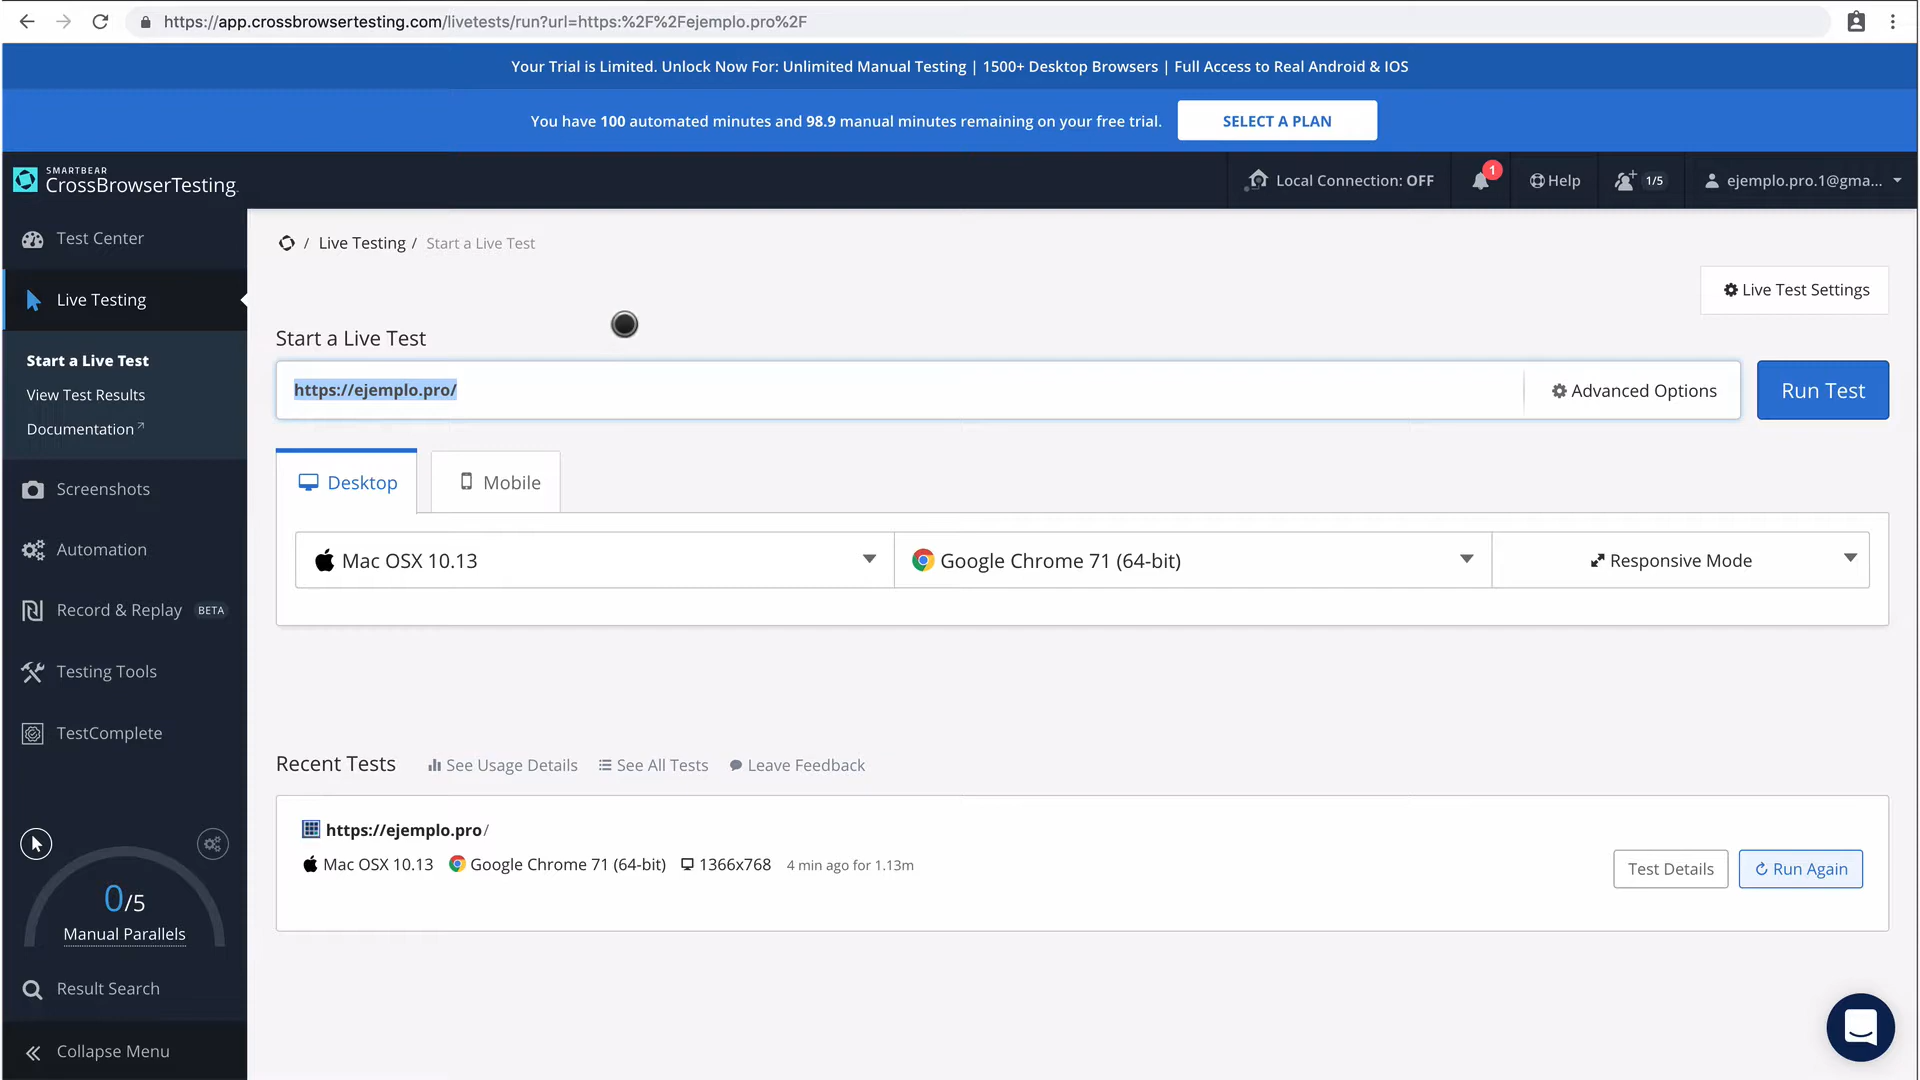 https://app.crossbrowsertesting.com/livetests/run?url=https:%2F%2Fejemplo.pro%2F
Your Trial is Limited. Unlock Now For: Unlimited Manual Testing | 1500+ Desktop Browsers | Full Access to Real Android & IOS
You have 100 automated minutes and 98.9 manual minutes remaining on your free trial. SELECT A PLAN
SMARTBEAR
CrossBrowserTesting
Local Connection: OFF 1 Help 1/5 ejemplo.pro.1@gma...
Test Center
Live Testing
Start a Live Test
View Test Results
Documentation
Screenshots
Automation
Record & Replay BETA
Testing Tools
TestComplete
0/5
Manual Parallels
Result Search
Collapse Menu
/ Live Testing / Start a Live Test
Live Test Settings
Start a Live Test
https://ejemplo.pro/ Advanced Options Run Test
Desktop Mobile
Mac OSX 10.13 Google Chrome 71 (64-bit) Responsive Mode
Recent Tests See Usage Details See All Tests Leave Feedback
https://ejemplo.pro/
Mac OSX 10.13 Google Chrome 71 (64-bit) 1366x768 4 min ago for 1.13m
Test Details Run Again